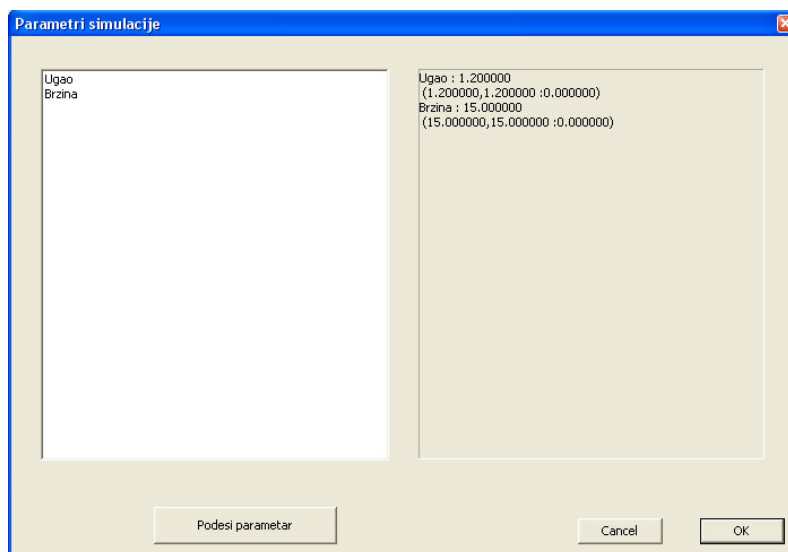 Parametri simulacije
Ugao
Brzina
Ugao : 1.200000
(1.200000,1.200000 :0.000000)
Brzina : 15.000000
(15.000000,15.000000 :0.000000)
Podesi parametar
Cancel
OK